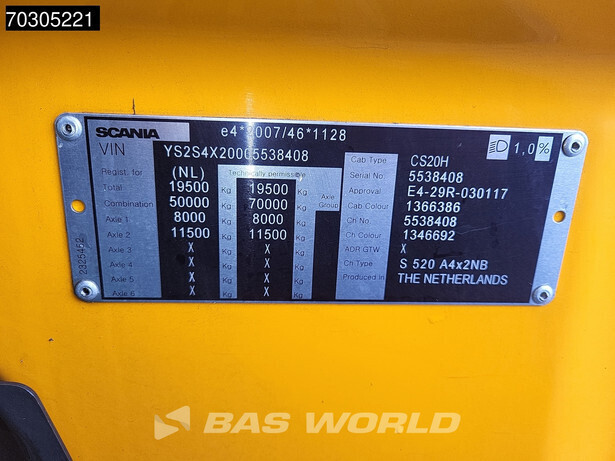 70305221
SCANIA e4*2007/46*1128
VIN YS2S4X20005538408
Regist. for (NL) Technically permissible
Total 19500 Kg 19500 Kg
Combination 50000 Kg 70000 Kg
Axle Group
Axle 1 8000 Kg 8000 Kg
Axle 2 11500 Kg 11500 Kg
Axle 3 X Kg X Kg
Axle 4 X Kg X Kg
Axle 5 X Kg X Kg
Axle 6 X Kg X Kg
Cab Type CS20H 1,0%
Serial No. 5538408
Approval E4-29R-030117
Cab Colour 1366386
Ch No 5538408
Ch Colour 1346692
ADR GTW X
Ch Type S 520 A4x2NB
Produced in THE NETHERLANDS
2325462
BAS WORLD